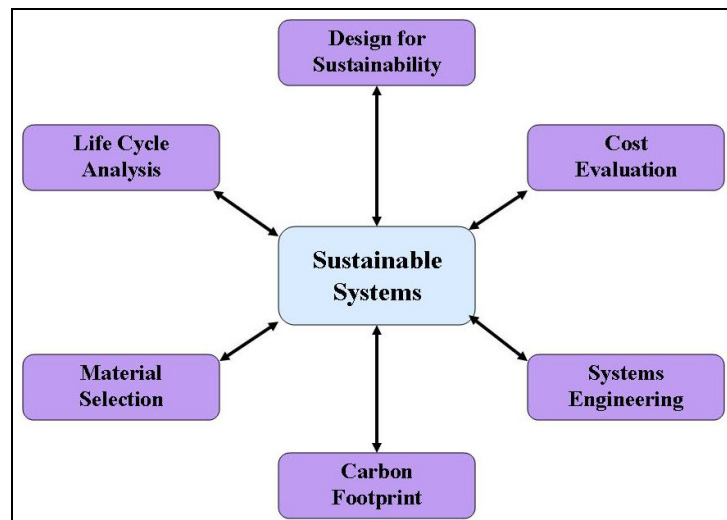 Design for
Sustainability
Life Cycle
Analysis
Cost
Evaluation
Sustainable
Systems
Material
Selection
Systems
Engineering
Carbon
Footprint